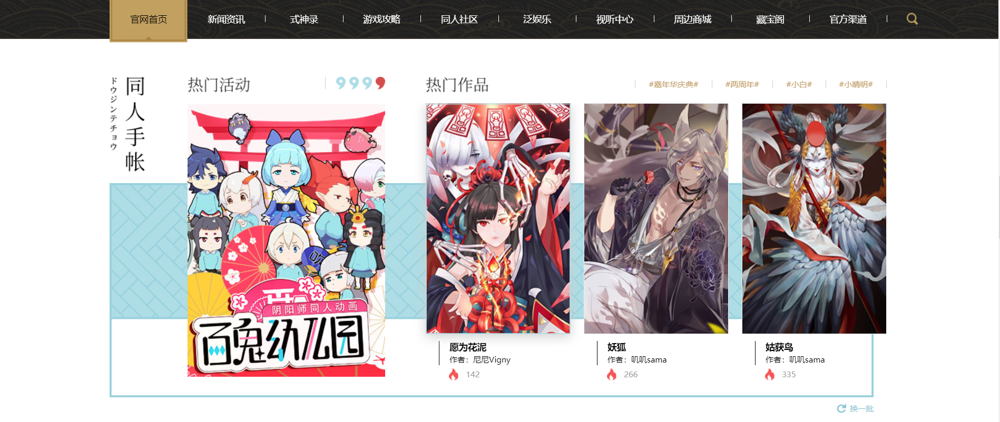 官网首页
新闻资讯
式神录
游戏攻略
同人社区
泛娱乐
视听中心
周边商城
藏宝阁
官方渠道
同人手帐
ドウジンテチョウ
热门活动
热门作品
#嘉年华庆典#
#两周年#
#小白#
#小晴明#
阴阳师同人动画
百鬼幼儿园
愿为花泥
作者：尼尼Vigny
142
妖狐
作者：叽叽sama
266
姑获鸟
作者：叽叽sama
335
换一批